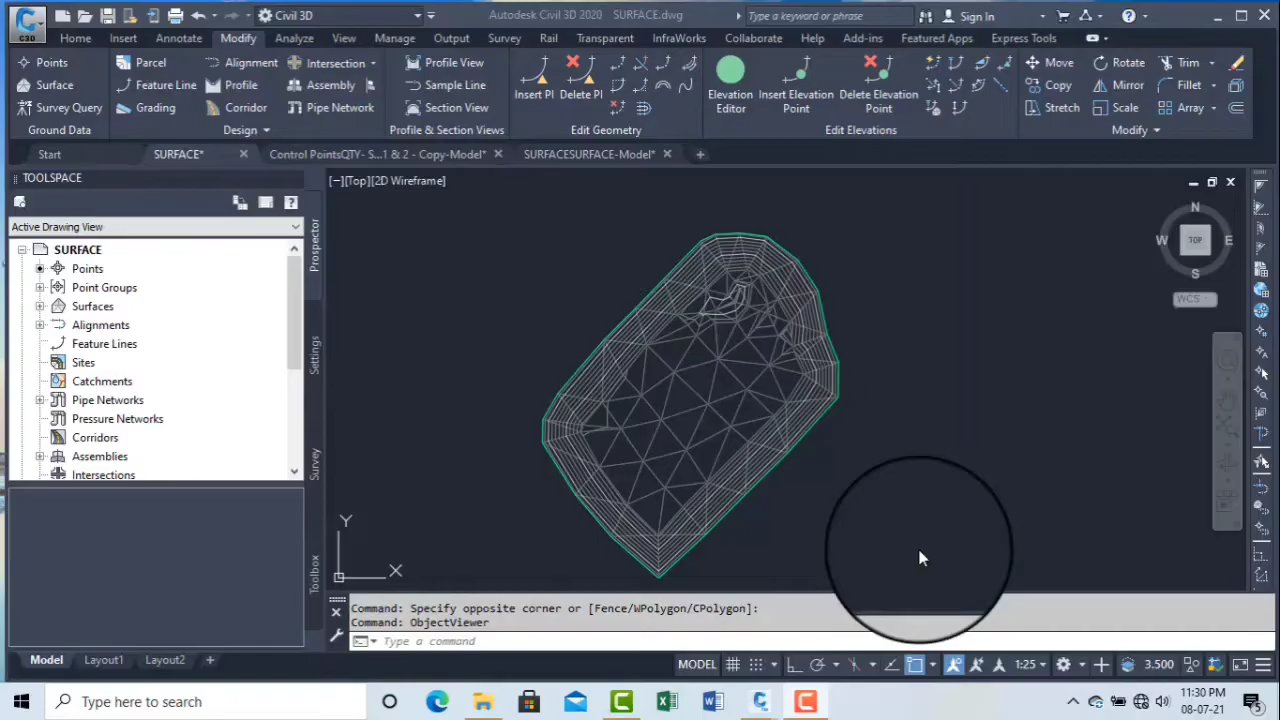 Civil 3D
Autodesk Civil 3D 2020 SURFACE.dwg
Type a keyword or phrase
Sign In
C3D
Home Insert Annotate Modify Analyze View Manage Output Survey Rail Transparent InfraWorks Collaborate Help Add-ins Featured Apps Express Tools
Points Parcel Alignment Intersection Profile View Move Rotate Trim
Surface Feature Line Profile Assembly Sample Line Copy Mirror Fillet
Insert PI Delete PI Elevation Editor Insert Elevation Point Delete Elevation Point
Survey Query Grading Corridor Pipe Network Section View Stretch Scale Array
Ground Data Design Profile & Section Views Edit Geometry Edit Elevations Modify
Start SURFACE* Control PointsQTY- S...1 & 2 - Copy-Model* SURFACESURFACE-Model*
TOOLSPACE
[−][Top][2D Wireframe]
Active Drawing View
SURFACE
Points
Point Groups
Surfaces
Alignments
Feature Lines
Sites
Catchments
Pipe Networks
Pressure Networks
Corridors
Assemblies
Intersections
Prospector
Settings
Survey
Toolbox
N
W TOP E
S
WCS
Y
X
Command: Specify opposite corner or [Fence/WPolygon/CPolygon]:
Command: ObjectViewer
Type a command
Model Layout1 Layout2 +
MODEL 1:25 3.500
Type here to search
11:30 PM
08-07-21
5